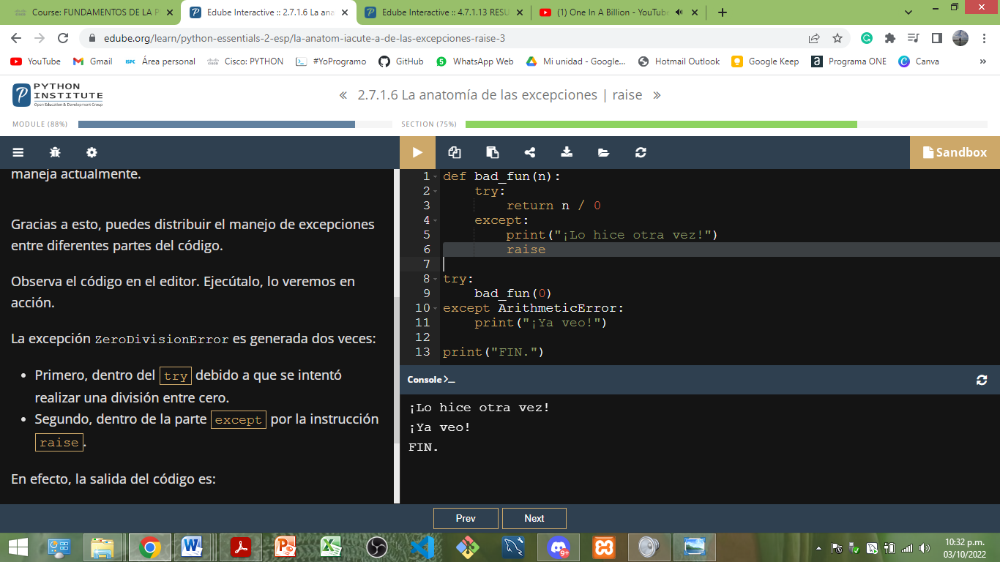 Course: FUNDAMENTOS DE LA P
Edube Interactive :: 2.7.1.6 La ana
Edube Interactive :: 4.7.1.13 RESU
(1) One In A Billion - YouTube
edube.org/learn/python-essentials-2-esp/la-anatom-iacute-a-de-las-excepciones-raise-3
YouTube
Gmail
Área personal
Cisco: PYTHON
#YoProgramo
GitHub
WhatsApp Web
Mi unidad - Google...
Hotmail Outlook
Google Keep
Programa ONE
Canva
»
PYTHON
INSTITUTE
Open Education & Development Group
« 2.7.1.6 La anatomía de las excepciones | raise »
MODULE (88%)
SECTION (75%)
Sandbox
maneja actualmente.
Gracias a esto, puedes distribuir el manejo de excepciones
entre diferentes partes del código.
Observa el código en el editor. Ejecútalo, lo veremos en
acción.
La excepción ZeroDivisionError es generada dos veces:
• Primero, dentro del try debido a que se intentó
realizar una división entre cero.
• Segundo, dentro de la parte except por la instrucción
raise.
En efecto, la salida del código es:
1 def bad_fun(n):
2 try:
3 return n / 0
4 except:
5 print("¡Lo hice otra vez!")
6 raise
7
8 try:
9 bad_fun(0)
10 except ArithmeticError:
11 print("¡Ya veo!")
12
13 print("FIN.")
Console >_
¡Lo hice otra vez!
¡Ya veo!
FIN.
Prev
Next
9+
10:32 p.m.
03/10/2022